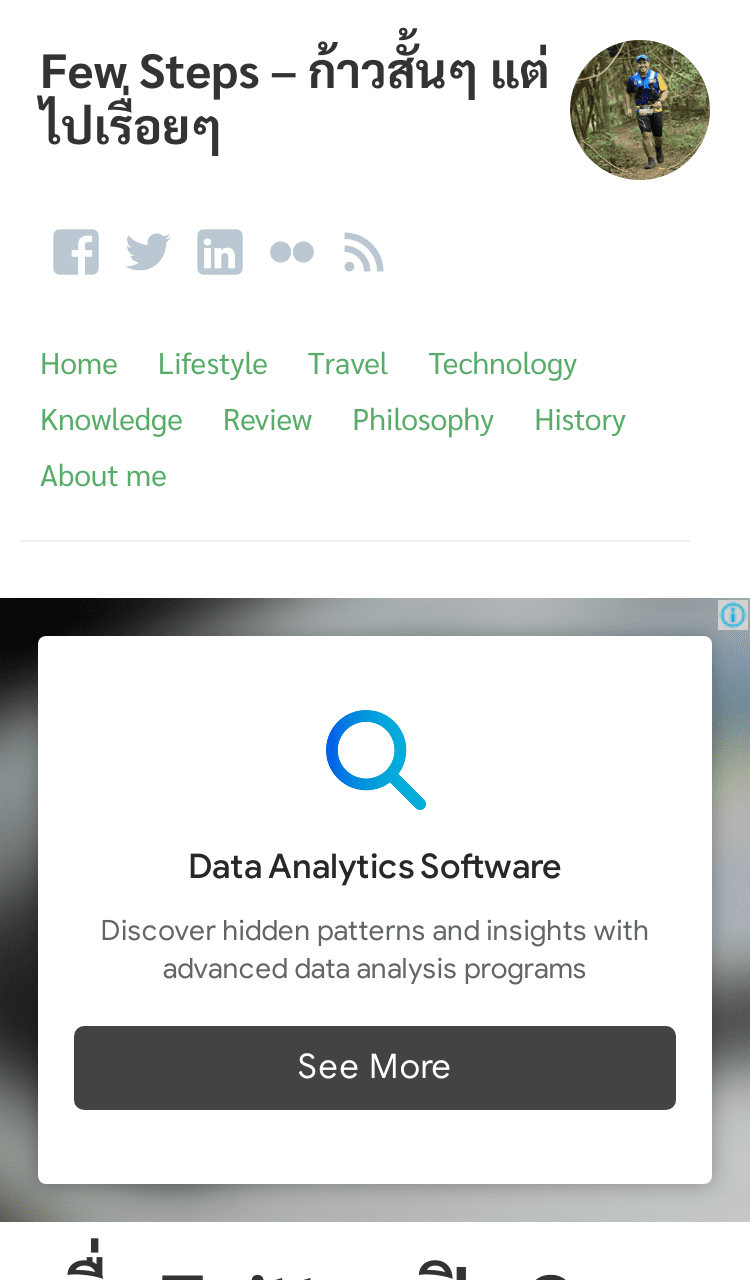 Few Steps – ก้าวสั้นๆ แต่
ไปเรื่อยๆ
Home Lifestyle Travel Technology
Knowledge Review Philosophy History
About me
Data Analytics Software
Discover hidden patterns and insights with
advanced data analysis programs
See More